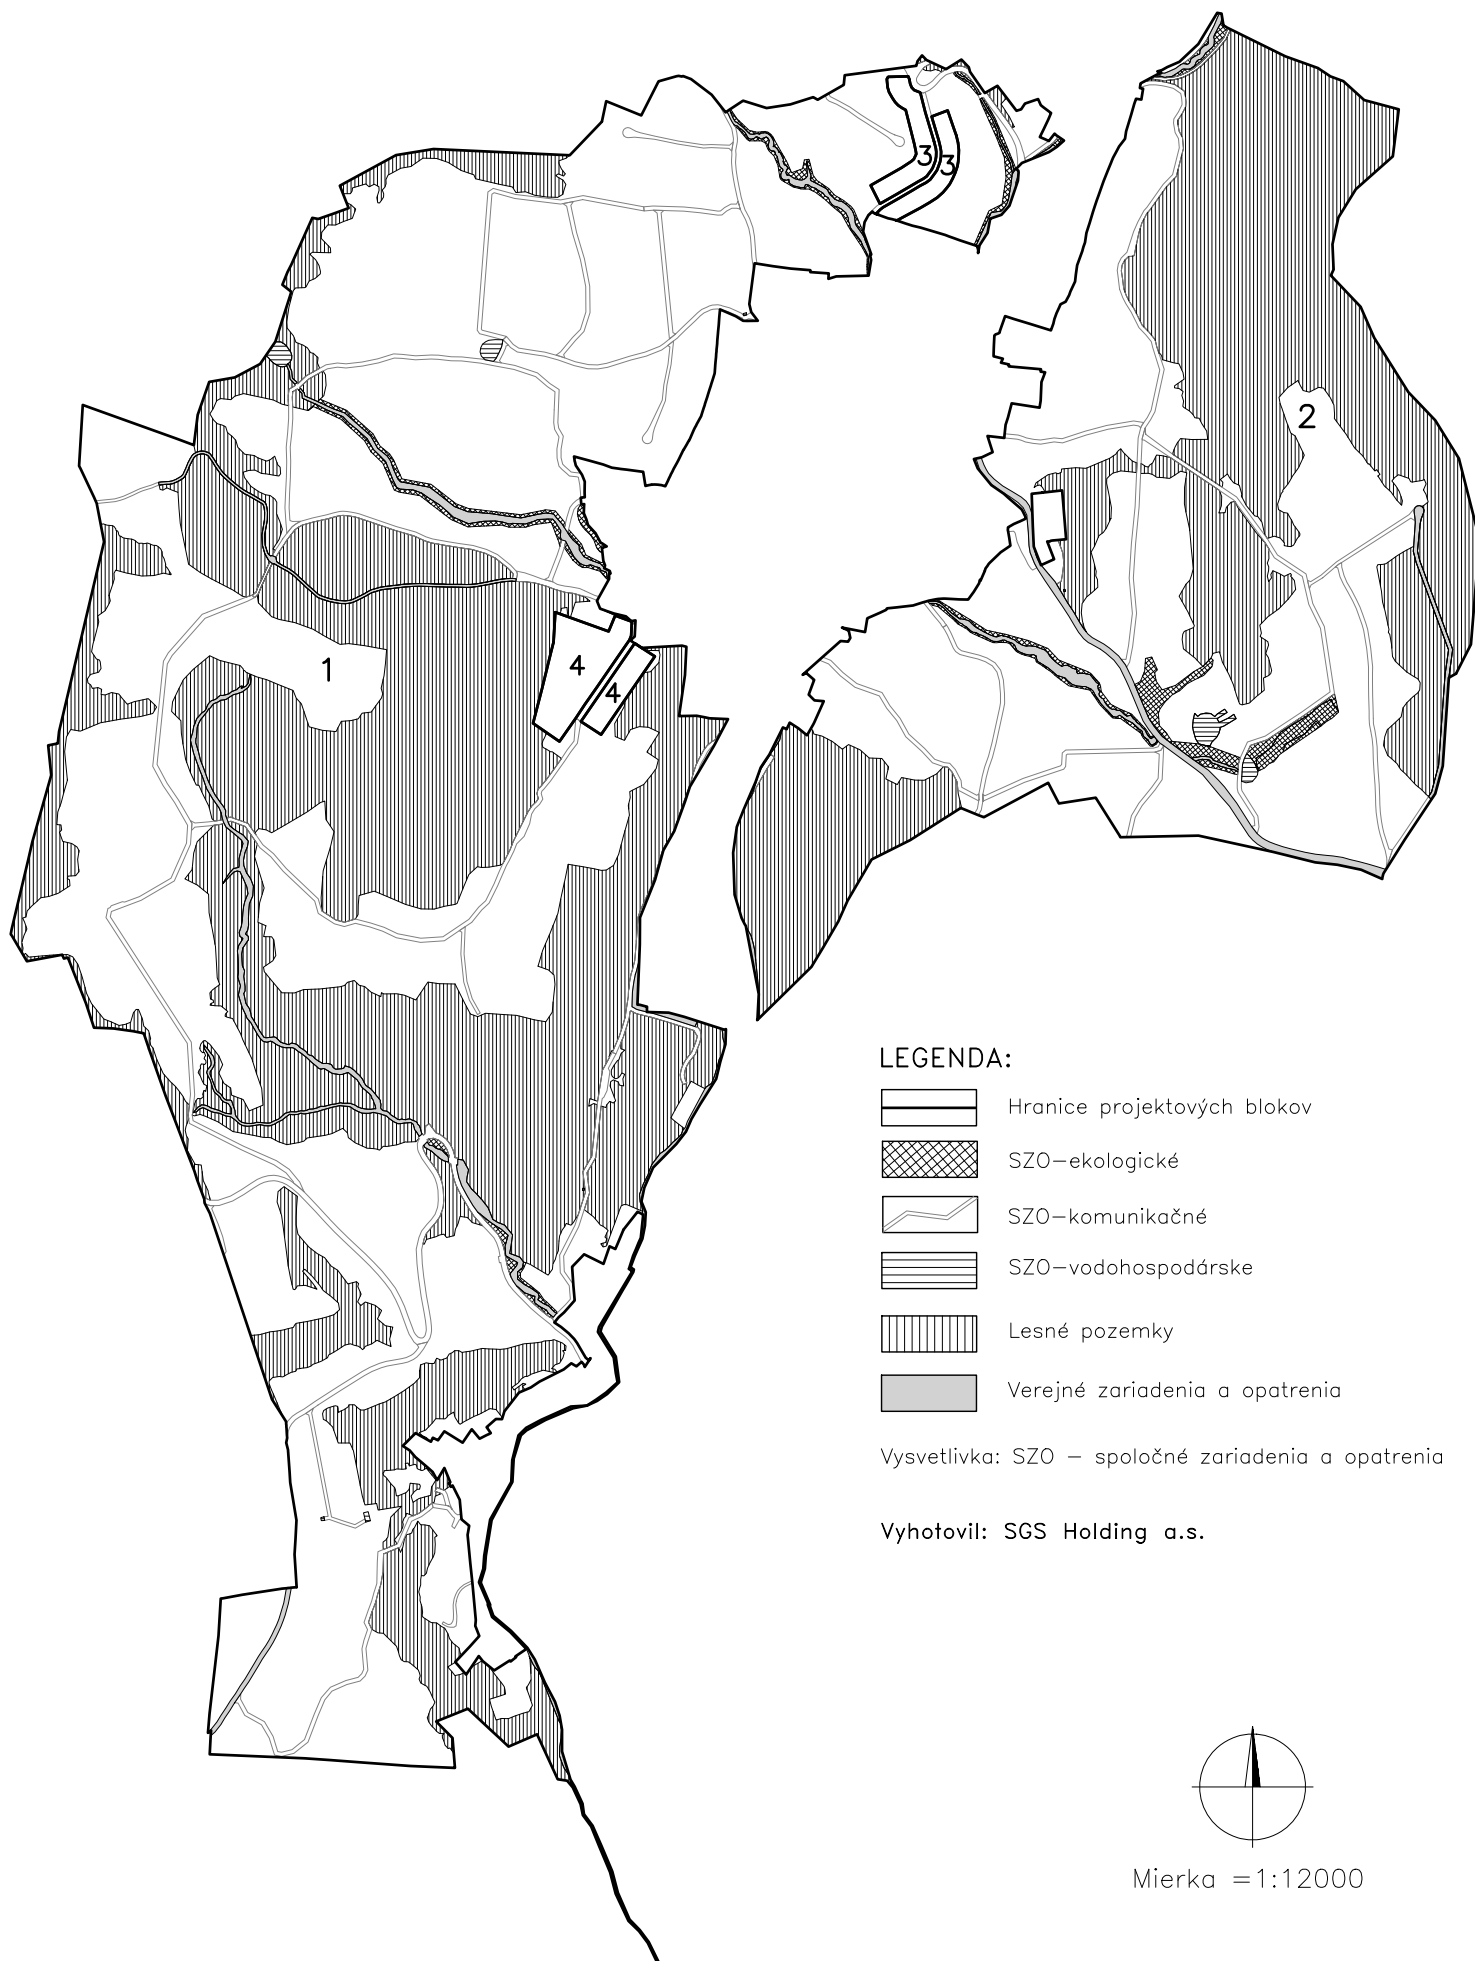 3
3
2
1
4
4
LEGENDA:
Hranice projektových blokov
SZO-ekologické
SZO-komunikačné
SZO-vodohospodárske
Lesné pozemky
Verejné zariadenia a opatrenia
Vysvetlivka: SZO - spoločné zariadenia a opatrenia
Vyhotovil: SGS Holding a.s.
Mierka =1:12000